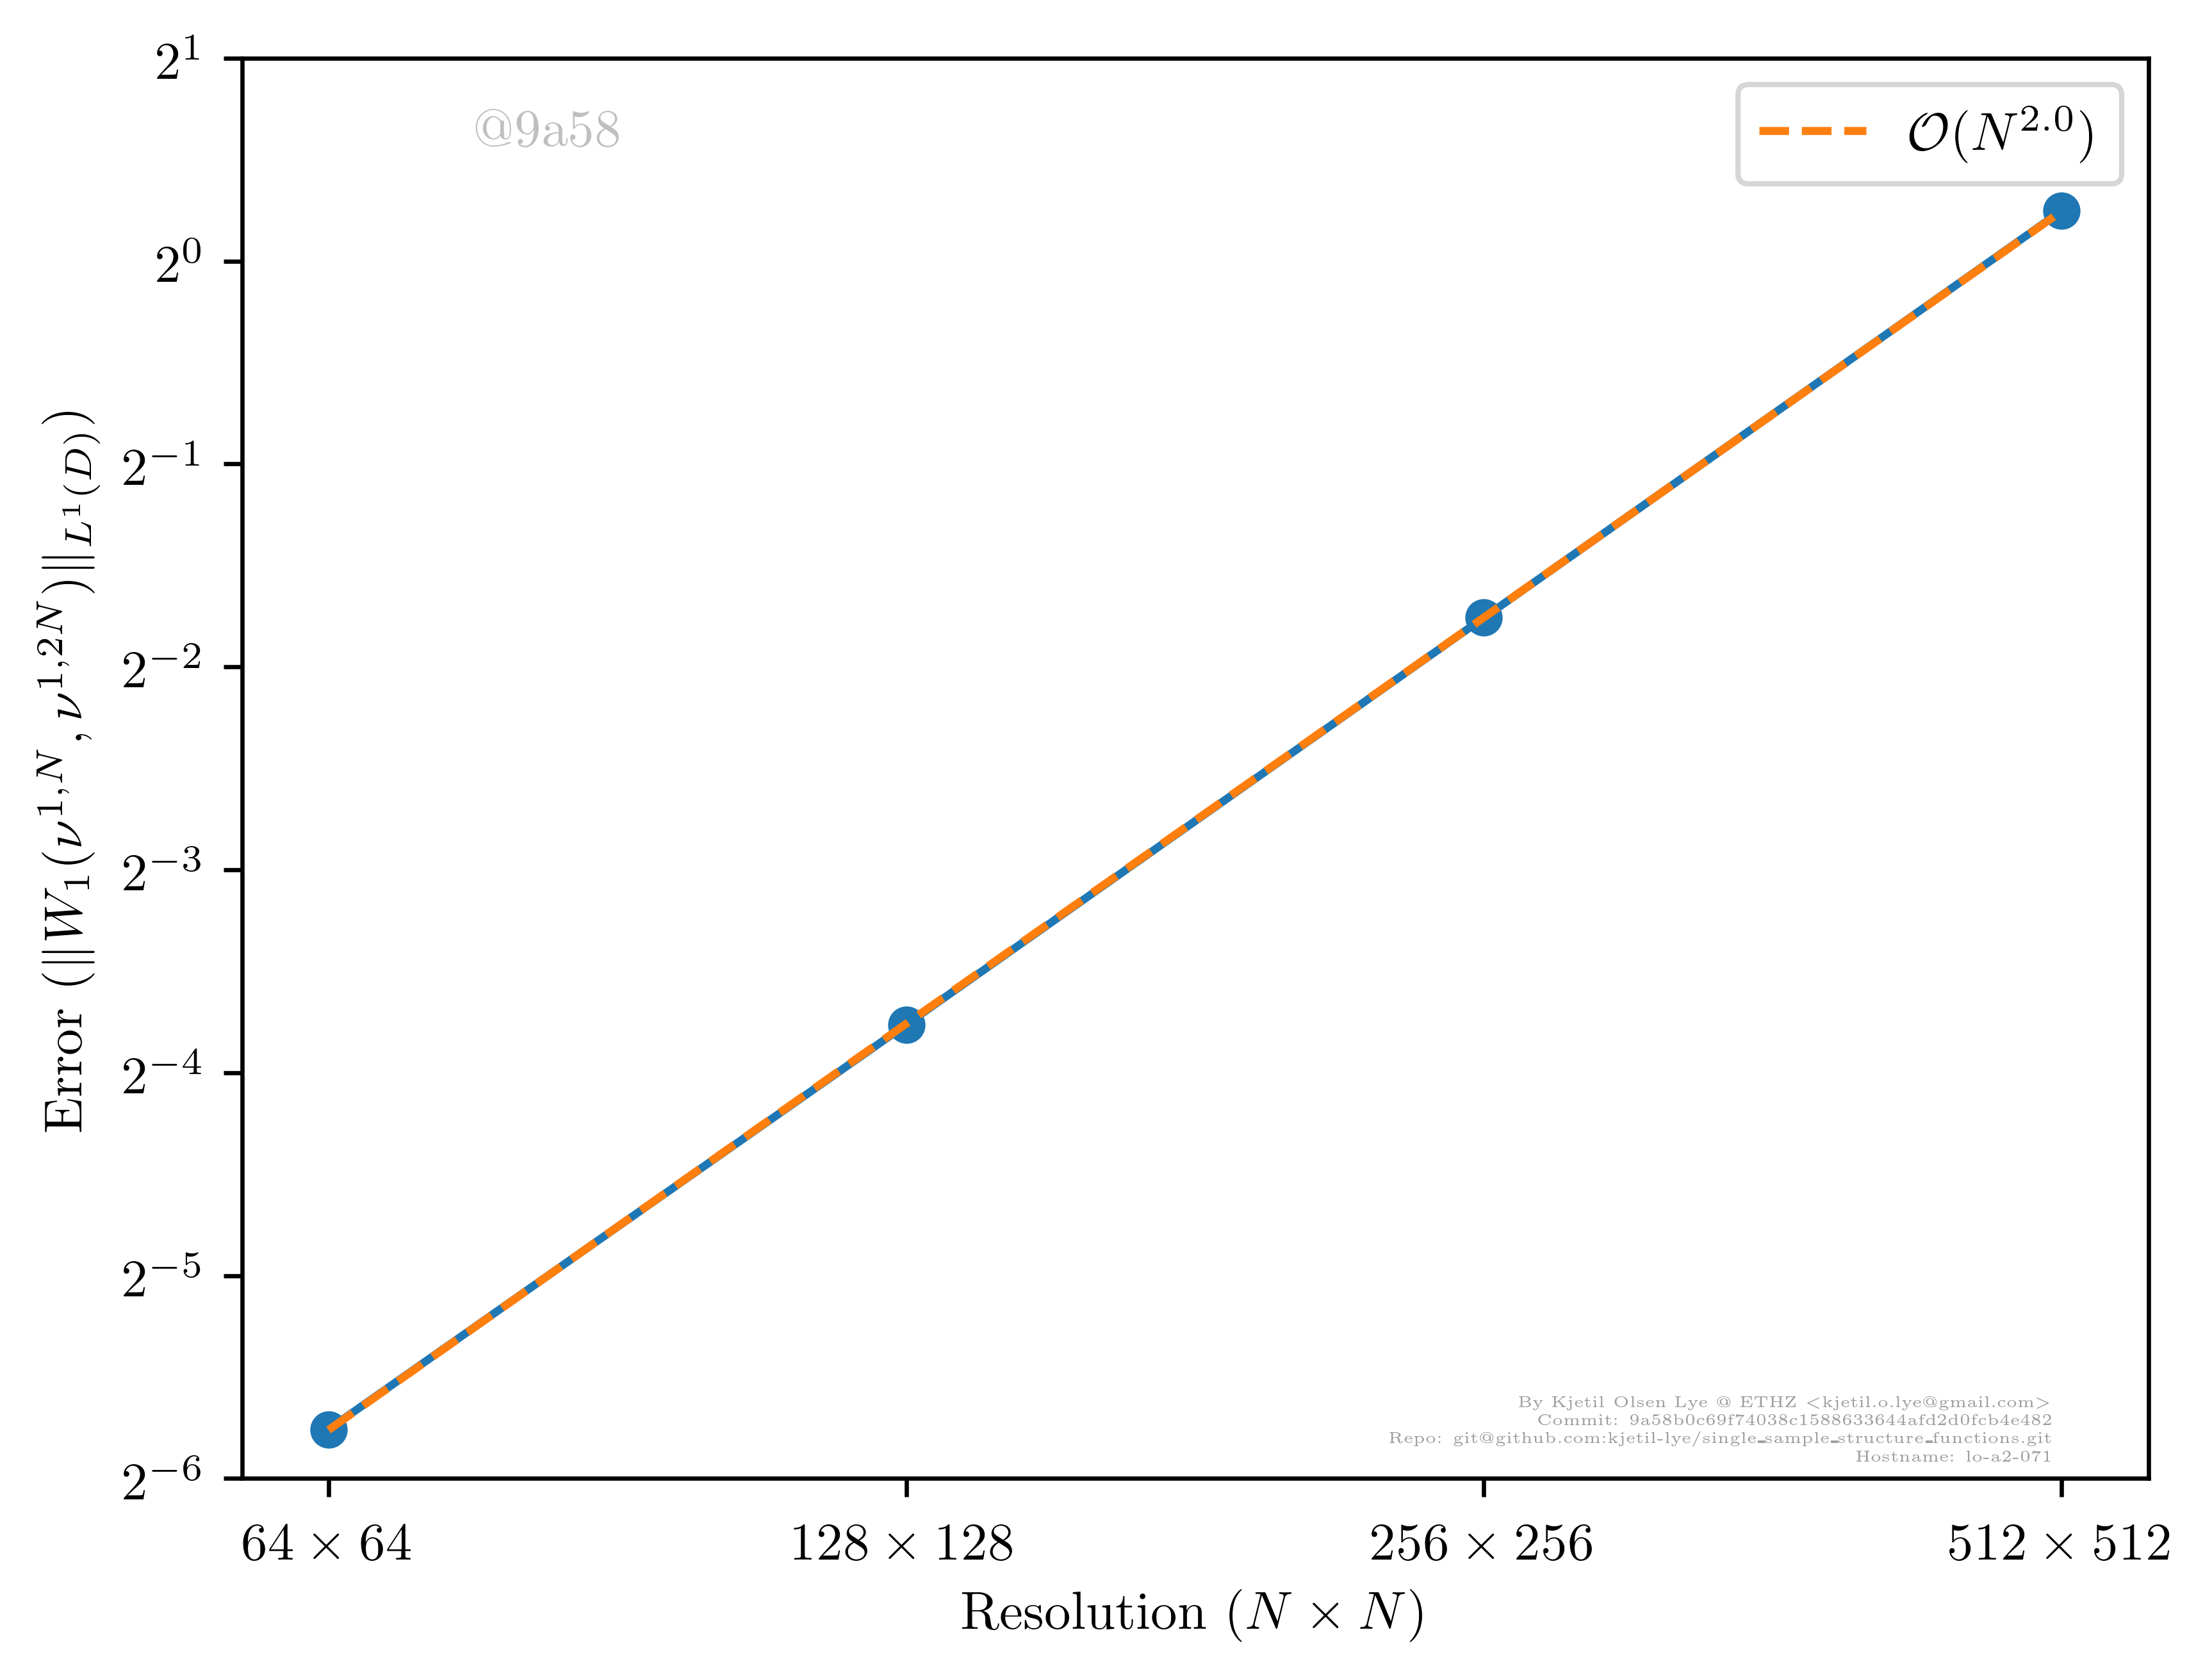 @9a58
𝒪(N^{2.0})
2^1
2^0
2^{−1}
2^{−2}
2^{−3}
2^{−4}
2^{−5}
2^{−6}
Error (||W_1(ν^{1,N}, ν^{1,2N})||_{L^1(D)})
By Kjetil Olsen Lye @ ETHZ <kjetil.o.lye@gmail.com>
Commit: 9a58b0c69f74038c1588633644afd2d0fcb4e482
Repo: git@github.com:kjetil-lye/single_sample_structure_functions.git
Hostname: lo-a2-071
64 × 64
128 × 128
256 × 256
512 × 512
Resolution (N × N)